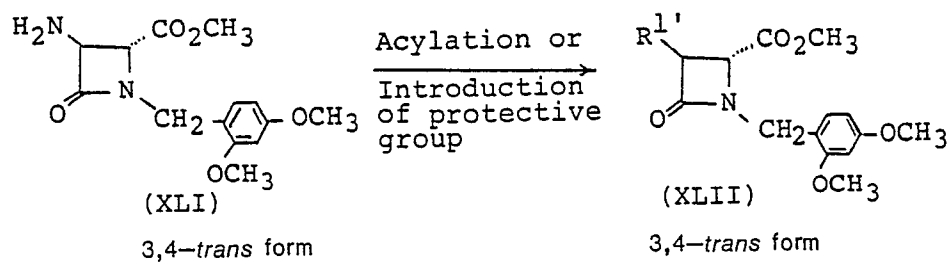 H₂N CO₂CH₃
O N
CH₂ OCH₃
OCH₃
(XLI)
3,4—trans form
Acylation or
Introduction
of protective
group
R¹' CO₂CH₃
O N
CH₂ OCH₃
OCH₃
(XLII)
3,4—trans form